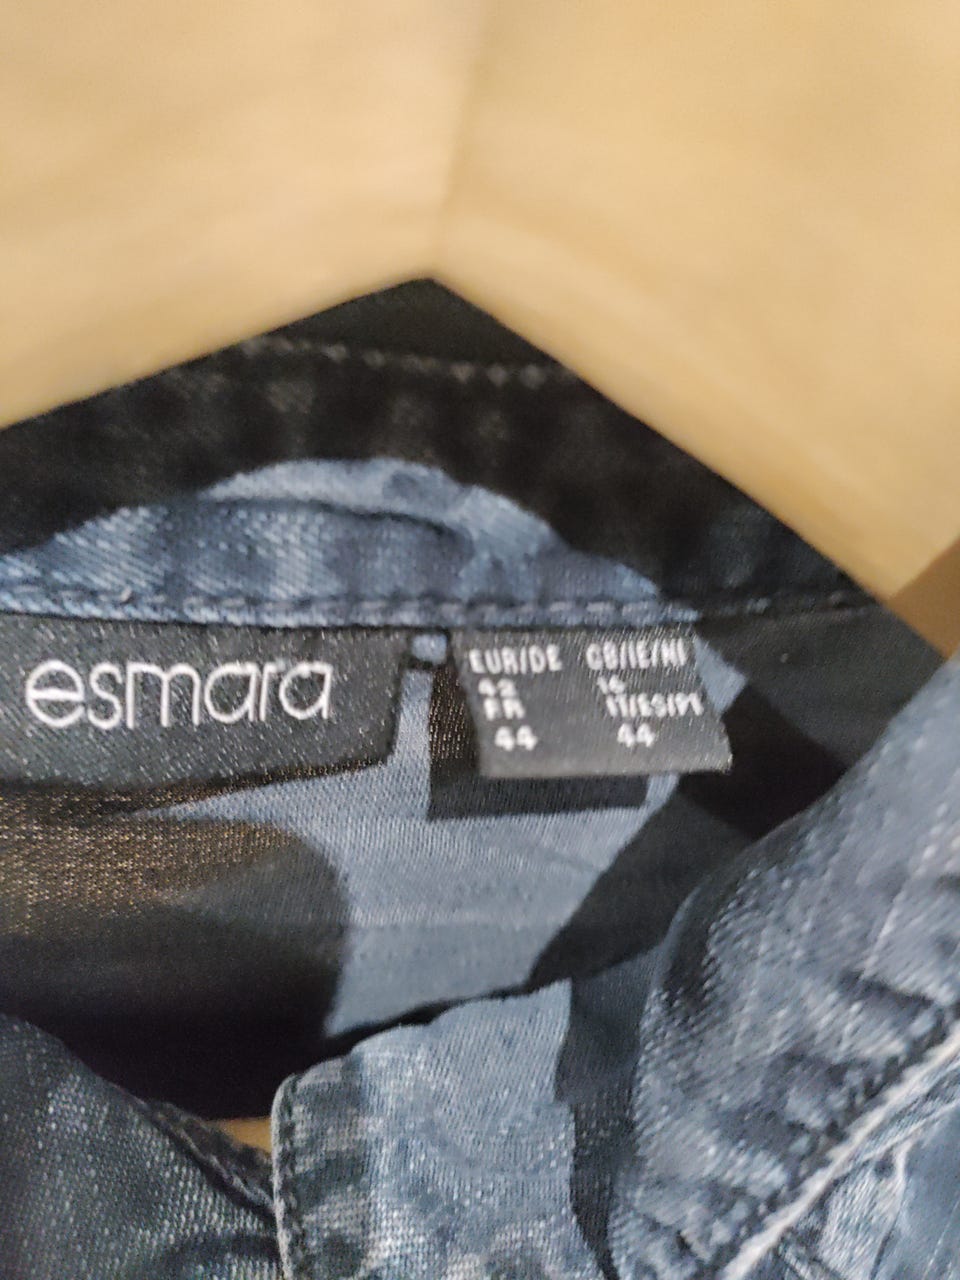 esmara
EUR/DE GB/IE/NI
42 16
FR IT/ES/PT
44 44